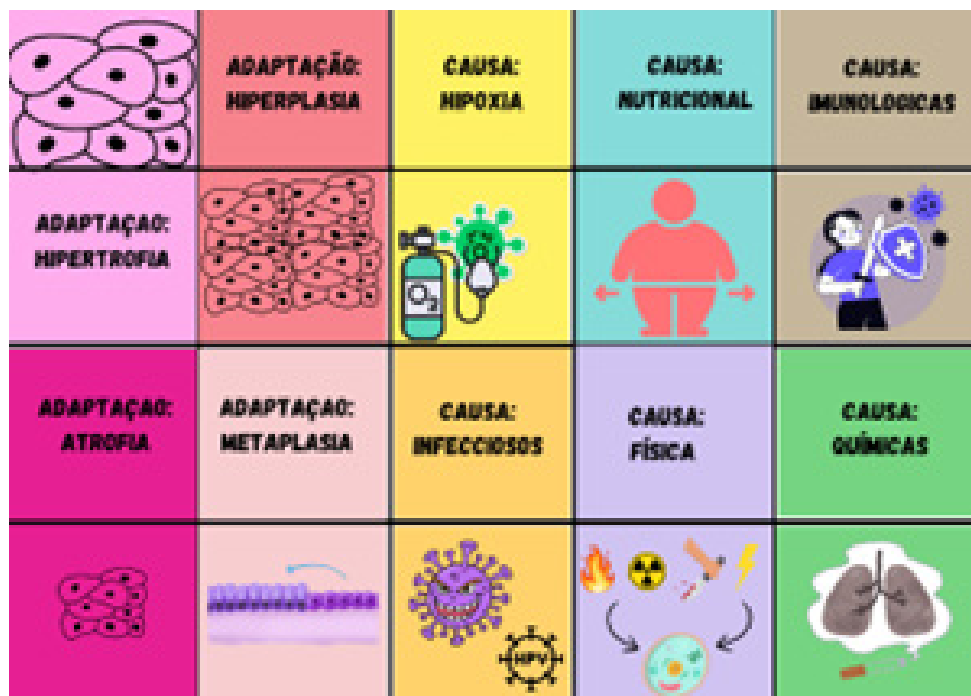 ADAPTAÇÃO:
HIPERPLASIA
CAUSA:
HIPOXIA
CAUSA:
NUTRICIONAL
CAUSA:
IMUNOLOGICAS
ADAPTAÇAO:
HIPERTROFIA
O2
ADAPTAÇAO:
ATROFIA
ADAPTAÇAO:
METAPLASIA
CAUSA:
INFECCIOSOS
CAUSA:
FÍSICA
CAUSA:
QUÍMICAS
HPV